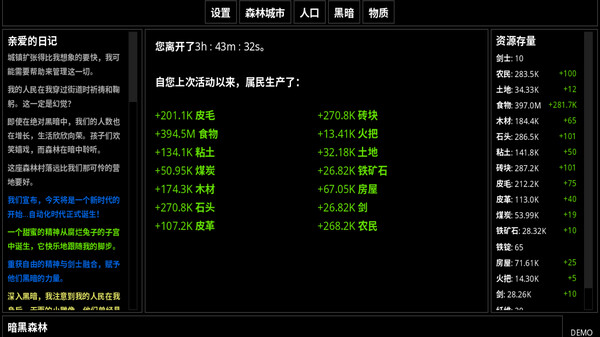 设置 森林城市 人口 黑暗 物质
亲爱的日记
城镇扩张得比我想象的要快，我可
能需要帮助来管理这一切。
我的人民在我穿过街道时祈祷和鞠
躬。这一定是幻觉？
即使在绝对黑暗中，我们的人数也
在增长，生活欣欣向荣。孩子们欢
笑嬉戏，而森林在暗中聆听。
这座森林村落远比我们那可怜的营
地要好。
我们宣布，今天将是一个新时代的
开始.. 自动化时代正式诞生！
一个甜蜜的精神从腐烂兔子的子宫
中诞生，它快乐地跟随我的脚步。
重获自由的精神与剑士融合，赋予
他们黑暗的力量。
深入黑暗，我注意到我的人民在我
您离开了3h : 43m : 32s。
自您上次活动以来，属民生产了：
+201.1K 皮毛 +270.8K 砖块
+394.5M 食物 +13.41K 火把
+134.1K 粘土 +32.18K 土地
+50.95K 煤炭 +26.82K 铁矿石
+174.3K 木材 +67.05K 房屋
+270.8K 石头 +26.82K 剑
+107.2K 皮革 +268.2K 农民
资源存量
剑士: 10
农民: 283.5K +100
土地: 34.33K +12
食物: 397.0M +281.7K
木材: 184.4K +65
石头: 286.5K +101
粘土: 141.8K +50
砖块: 287.2K +101
皮毛: 212.2K +75
皮革: 113.0K +40
煤炭: 53.99K +19
铁矿石: 28.32K +10
铁锭: 65
房屋: 71.61K +25
火把: 14.30K +5
剑: 28.26K +10
暗黑森林
DEMO